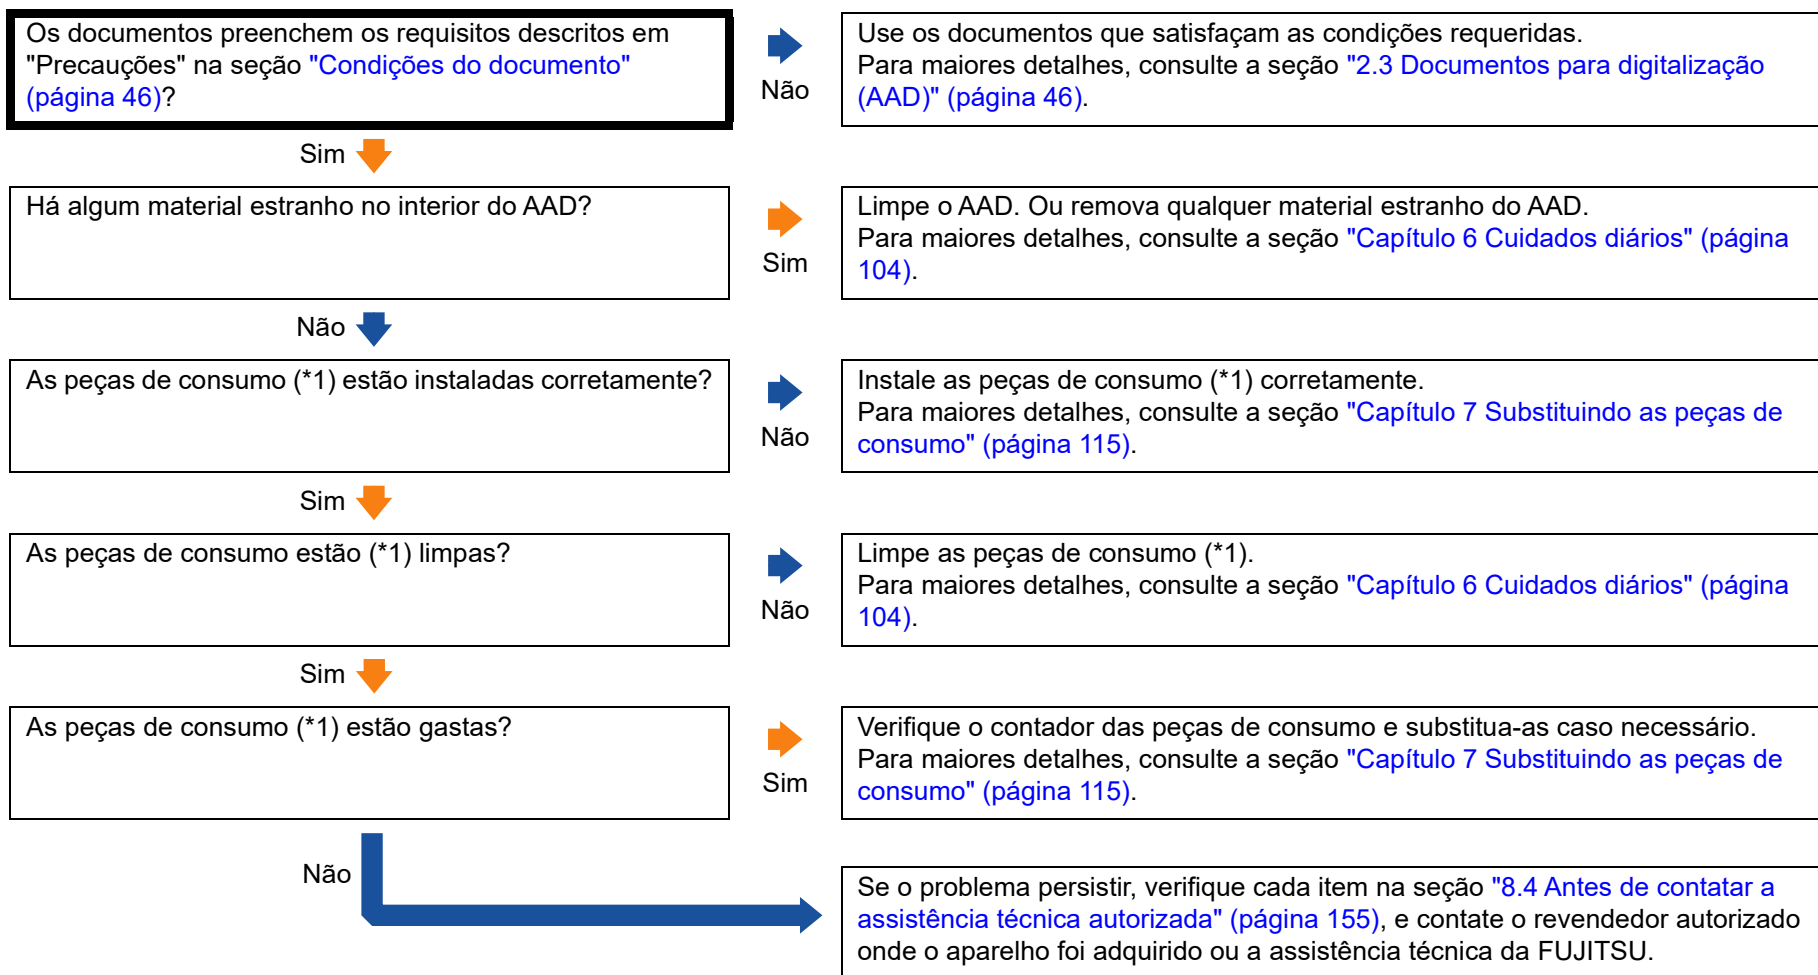 Os documentos preenchem os requisitos descritos em
"Precauções" na seção "Condições do documento"
(página 46)?
Não
Use os documentos que satisfaçam as condições requeridas.
Para maiores detalhes, consulte a seção "2.3 Documentos para digitalização
(AAD)" (página 46).
Sim
Há algum material estranho no interior do AAD?
Sim
Limpe o AAD. Ou remova qualquer material estranho do AAD.
Para maiores detalhes, consulte a seção "Capítulo 6 Cuidados diários" (página
104).
Não
As peças de consumo (*1) estão instaladas corretamente?
Não
Instale as peças de consumo (*1) corretamente.
Para maiores detalhes, consulte a seção "Capítulo 7 Substituindo as peças de
consumo" (página 115).
Sim
As peças de consumo estão (*1) limpas?
Não
Limpe as peças de consumo (*1).
Para maiores detalhes, consulte a seção "Capítulo 6 Cuidados diários" (página
104).
Sim
As peças de consumo (*1) estão gastas?
Sim
Verifique o contador das peças de consumo e substitua-as caso necessário.
Para maiores detalhes, consulte a seção "Capítulo 7 Substituindo as peças de
consumo" (página 115).
Não
Se o problema persistir, verifique cada item na seção "8.4 Antes de contatar a
assistência técnica autorizada" (página 155), e contate o revendedor autorizado
onde o aparelho foi adquirido ou a assistência técnica da FUJITSU.